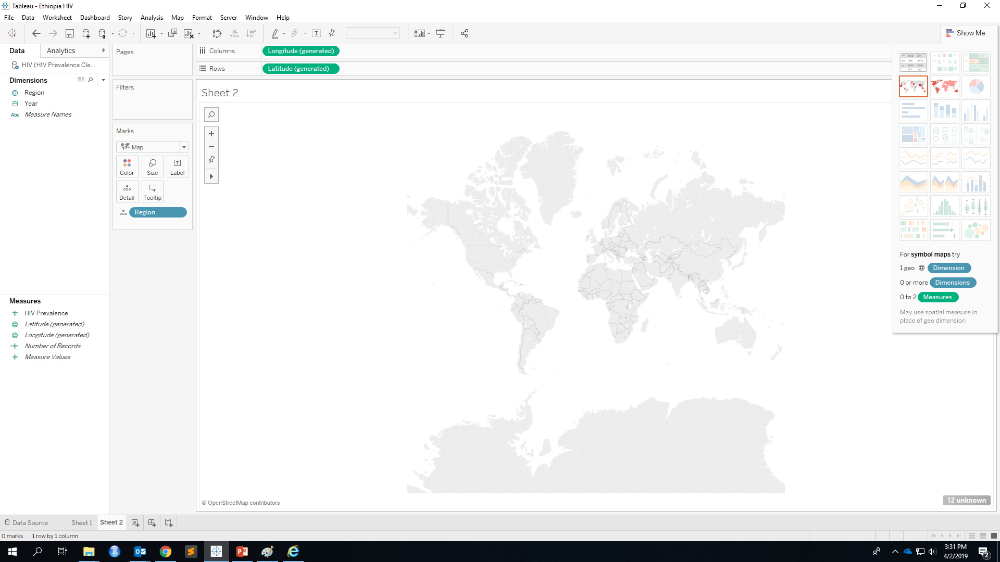 Tableau - Ethiopia HIV
File Data Worksheet Dashboard Story Analysis Map Format Server Window Help
Show Me
Data Analytics
HIV (HIV Prevalence Cle...
Dimensions
Region
Year
Abc Measure Names
Measures
HIV Prevalence
Latitude (generated)
Longitude (generated)
Number of Records
Measure Values
Pages
Filters
Marks
Map
Color Size Label
Detail Tooltip
Region
Columns Longitude (generated)
Rows Latitude (generated)
Sheet 2
© OpenStreetMap contributors
12 unknown
For symbol maps try
1 geo Dimension
0 or more Dimensions
0 to 2 Measures
May use spatial measure in
place of geo dimension
Data Source Sheet 1 Sheet 2
0 marks 1 row by 1 column
3:31 PM
4/2/2019
2